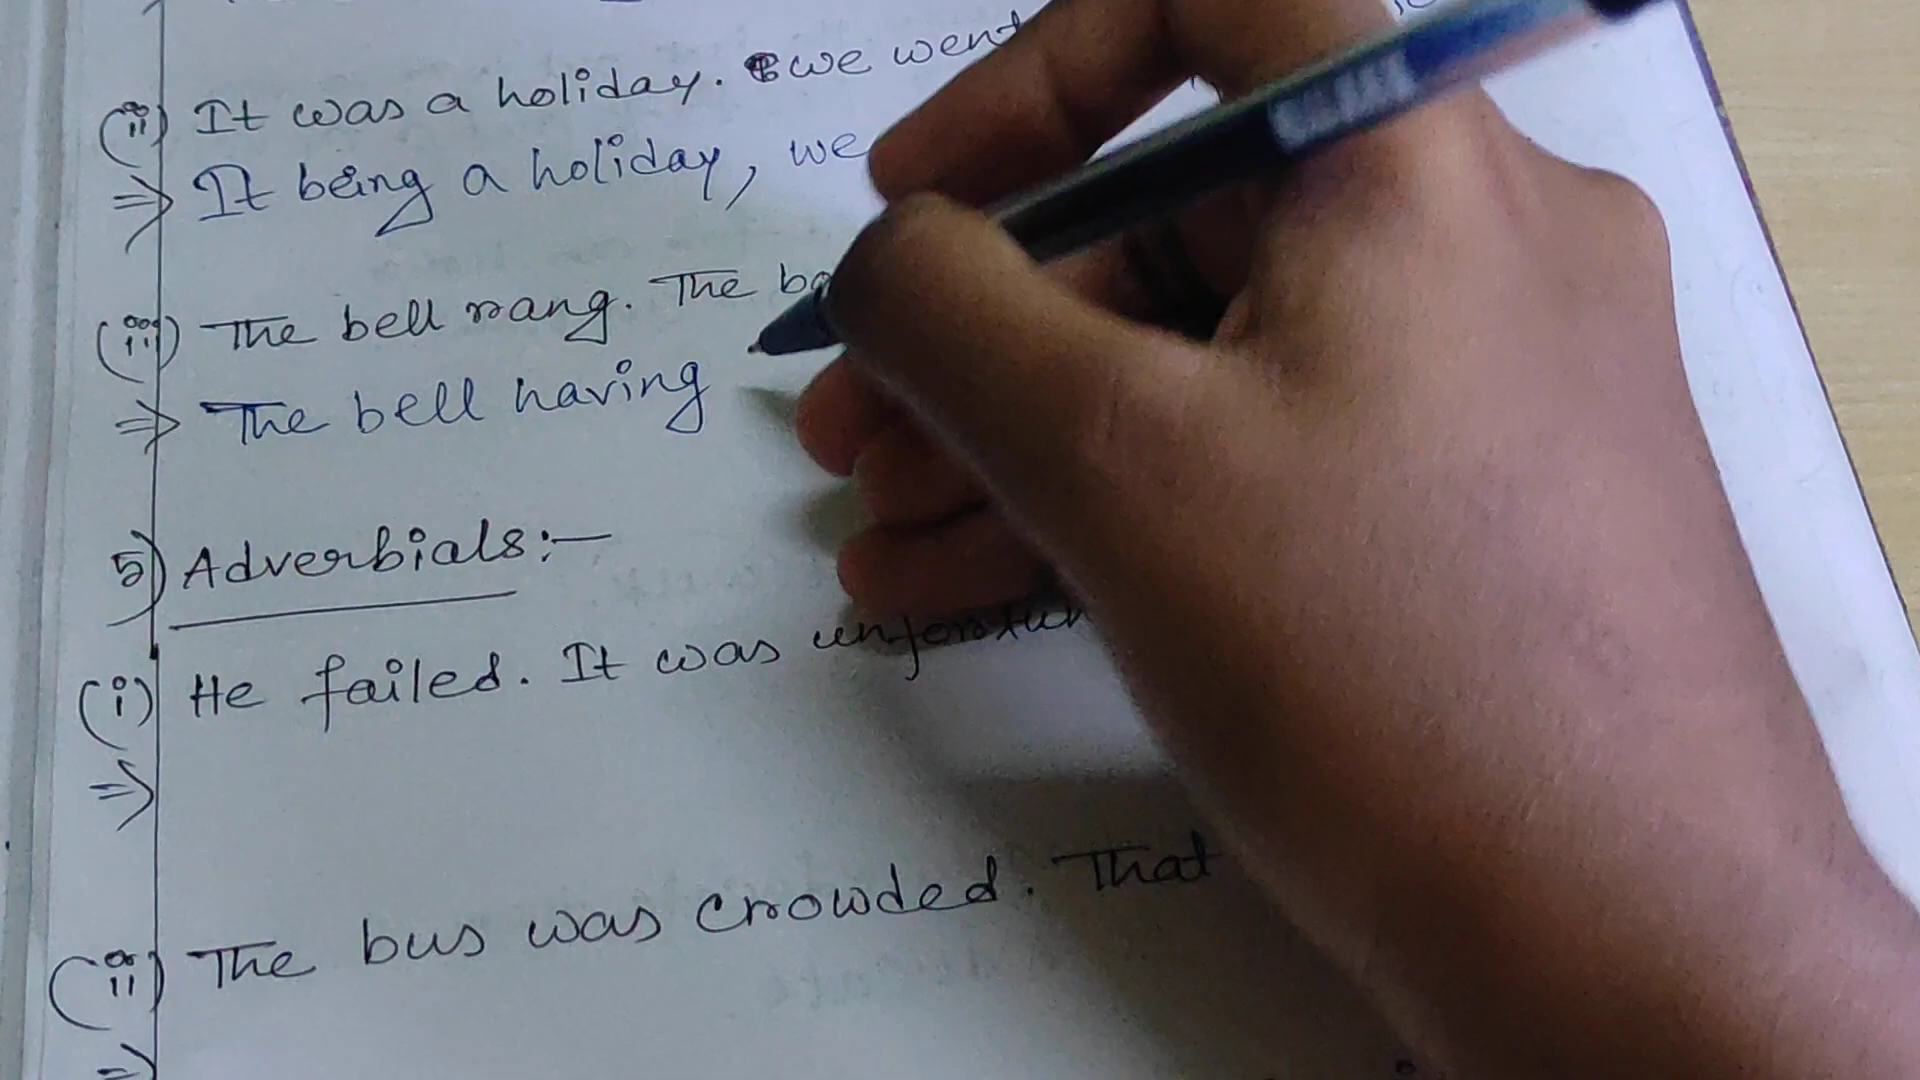 (ii) It was a holiday. we went
⇒ It being a holiday, we
(iii) The bell rang. The
⇒ The bell having
5) Adverbials:—
(i) He failed. It was
⇒
(ii) The bus was crowded. That
⇒